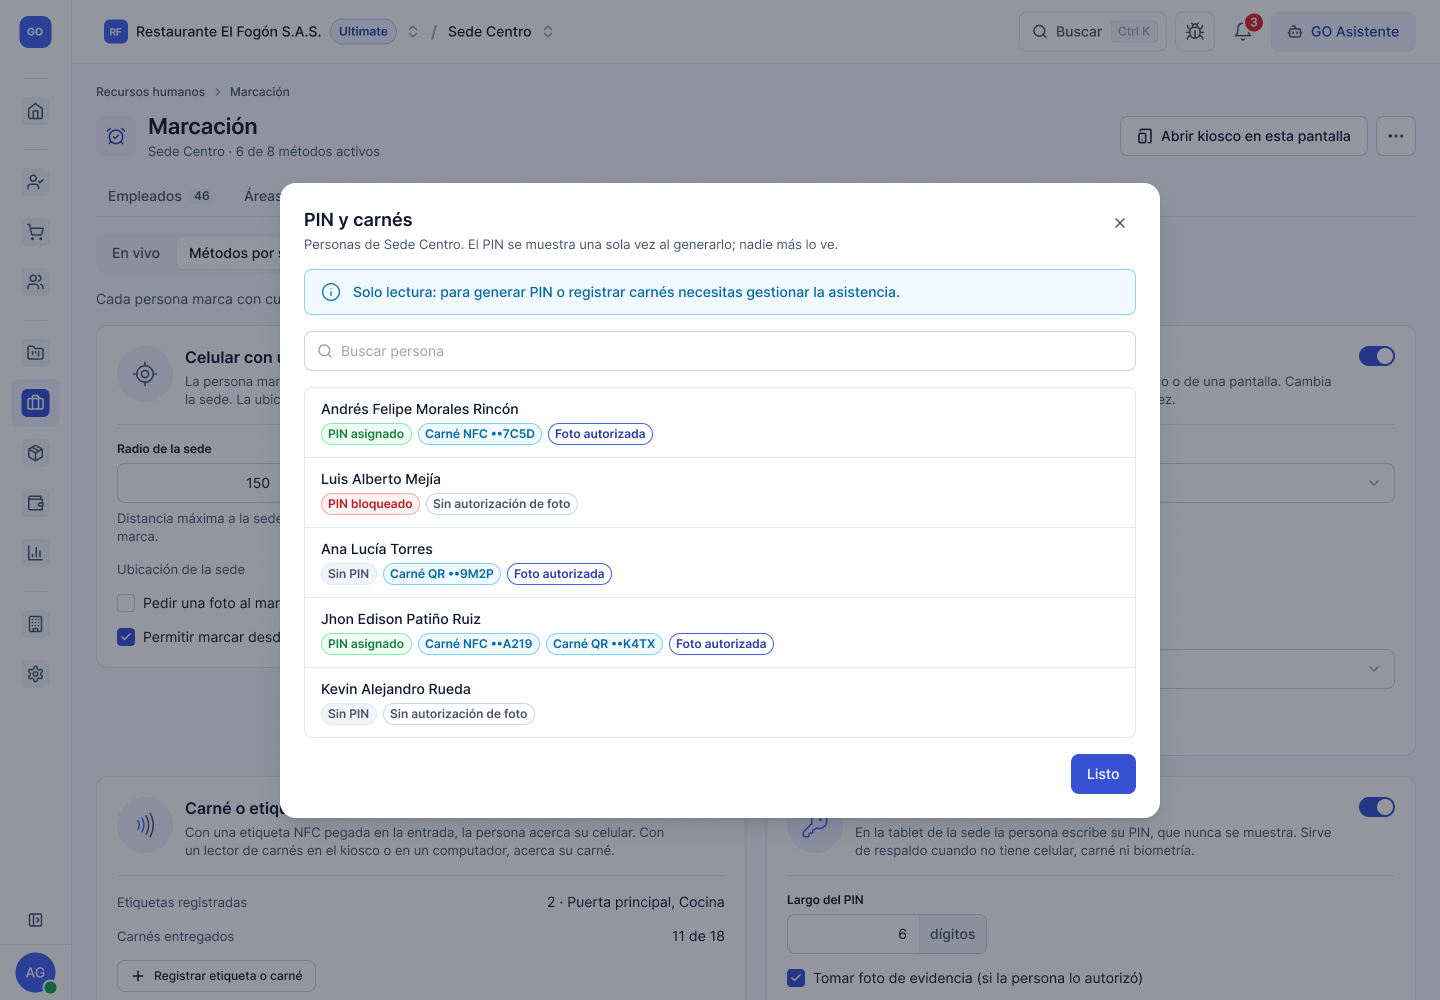 GO
RF Restaurante El Fogón S.A.S. Ultimate / Sede Centro
Buscar Ctrl K
3
GO Asistente
Recursos humanos > Marcación
Marcación
Sede Centro · 6 de 8 métodos activos
Abrir kiosco en esta pantalla
Empleados 46
Áreas
En vivo
Métodos por s
Cada persona marca con cu
PIN y carnés
Personas de Sede Centro. El PIN se muestra una sola vez al generarlo; nadie más lo ve.
Solo lectura: para generar PIN o registrar carnés necesitas gestionar la asistencia.
Buscar persona
Andrés Felipe Morales Rincón
PIN asignado Carné NFC ••7C5D Foto autorizada
Luis Alberto Mejía
PIN bloqueado Sin autorización de foto
Ana Lucía Torres
Sin PIN Carné QR ••9M2P Foto autorizada
Jhon Edison Patiño Ruiz
PIN asignado Carné NFC ••A219 Carné QR ••K4TX Foto autorizada
Kevin Alejandro Rueda
Sin PIN Sin autorización de foto
Listo
Celular con u
La persona mar
la sede. La ubic
Radio de la sede
150
Distancia máxima a la sede
marca.
Ubicación de la sede
Pedir una foto al mar
Permitir marcar desd
o o de una pantalla. Cambia
ez.
Carné o etiqu
Con una etiqueta NFC pegada en la entrada, la persona acerca su celular. Con
un lector de carnés en el kiosco o en un computador, acerca su carné.
Etiquetas registradas 2 · Puerta principal, Cocina
Carnés entregados 11 de 18
Registrar etiqueta o carné
En la tablet de la sede la persona escribe su PIN, que nunca se muestra. Sirve
de respaldo cuando no tiene celular, carné ni biometría.
Largo del PIN
6 dígitos
Tomar foto de evidencia (si la persona lo autorizó)
AG